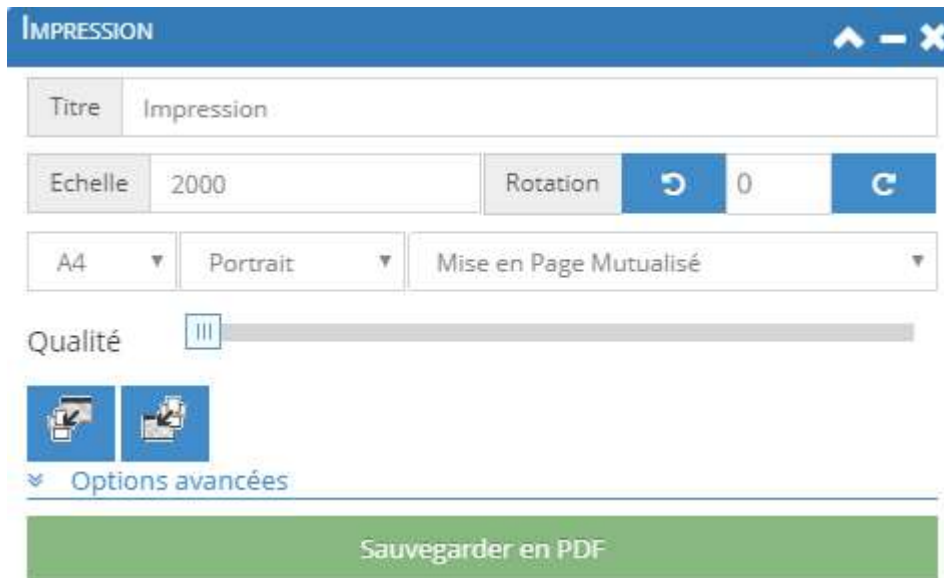 IMPRESSION
Titre Impression
Echelle 2000 Rotation 0
A4 Portrait Mise en Page Mutualisé
Qualité
Options avancées
Sauvegarder en PDF